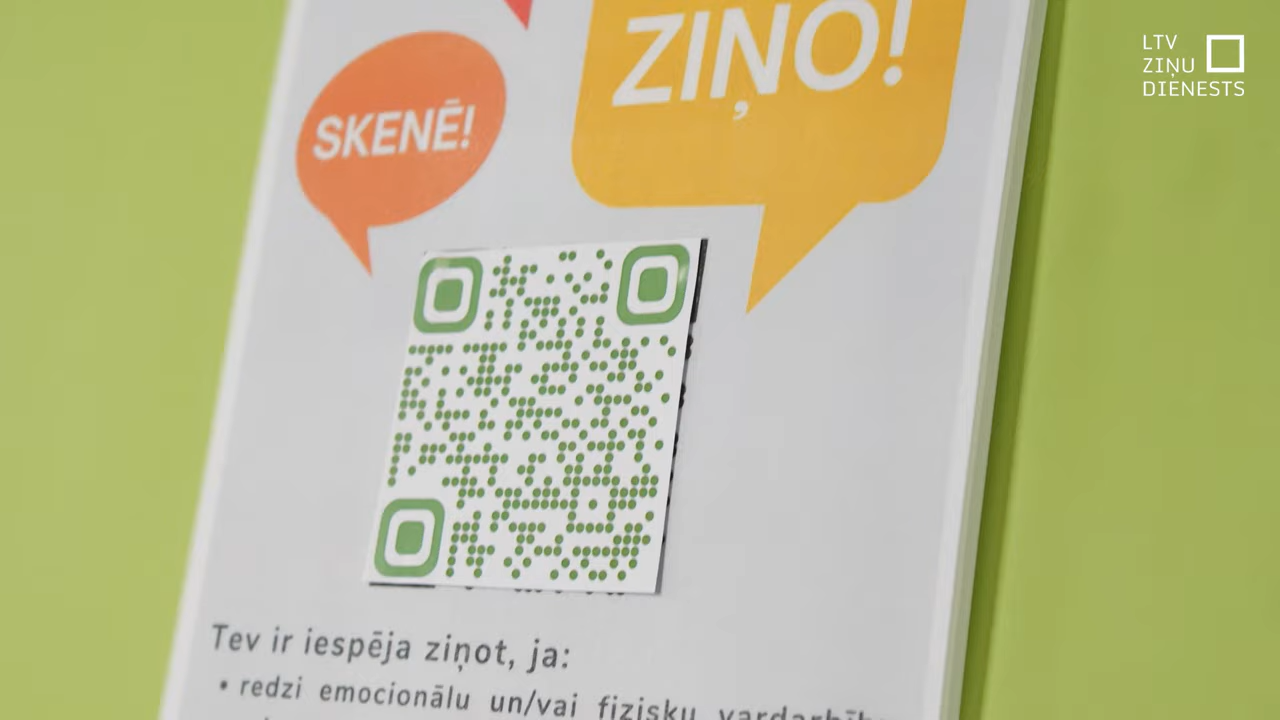 ZIŅO!
SKENĒ!
LTV
ZIŅU
DIENESTS
Tev ir iespēja ziņot, ja:
• redzi emocionālu un/vai fizisku